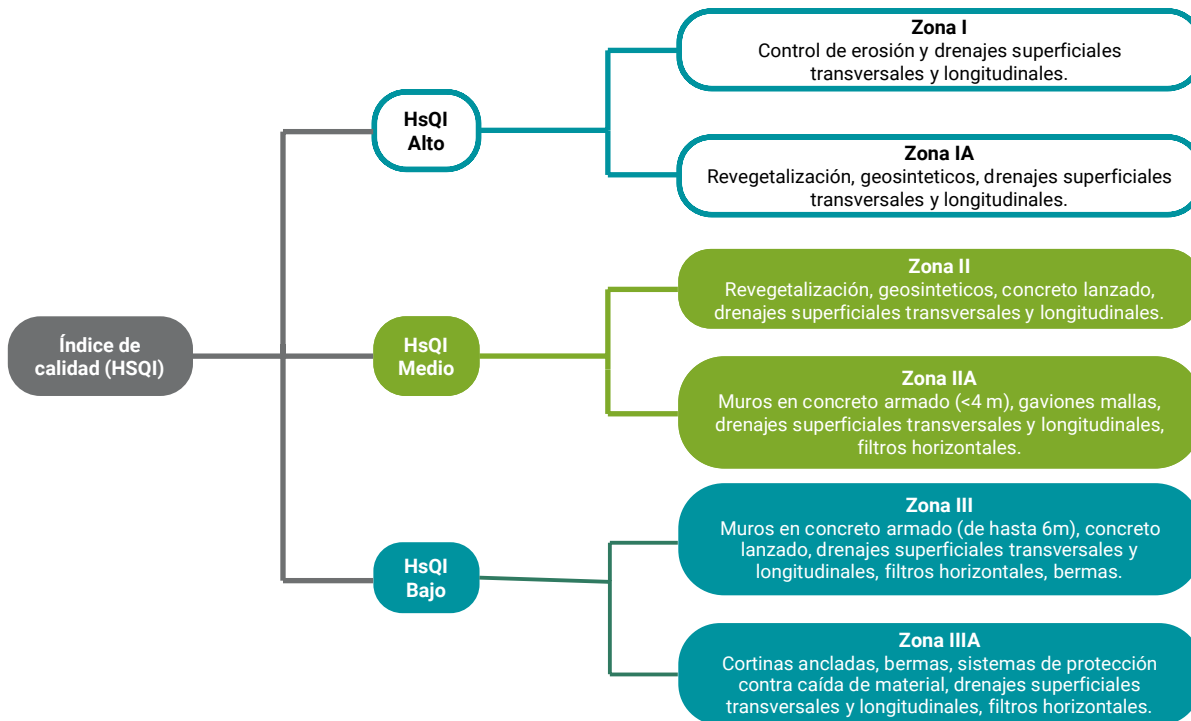 Zona I
Control de erosión y drenajes superficiales
transversales y longitudinales.
HsQI
Alto
Zona IA
Revegetalización, geosinteticos, drenajes superficiales
transversales y longitudinales.
Zona II
Revegetalización, geosinteticos, concreto lanzado,
drenajes superficiales transversales y longitudinales.
Índice de
calidad (HSQI)
HsQI
Medio
Zona IIA
Muros en concreto armado (<4 m), gaviones mallas,
drenajes superficiales transversales y longitudinales,
filtros horizontales.
Zona III
Muros en concreto armado (de hasta 6m), concreto
lanzado, drenajes superficiales transversales y
longitudinales, filtros horizontales, bermas.
HsQI
Bajo
Zona IIIA
Cortinas ancladas, bermas, sistemas de protección
contra caída de material, drenajes superficiales
transversales y longitudinales, filtros horizontales.